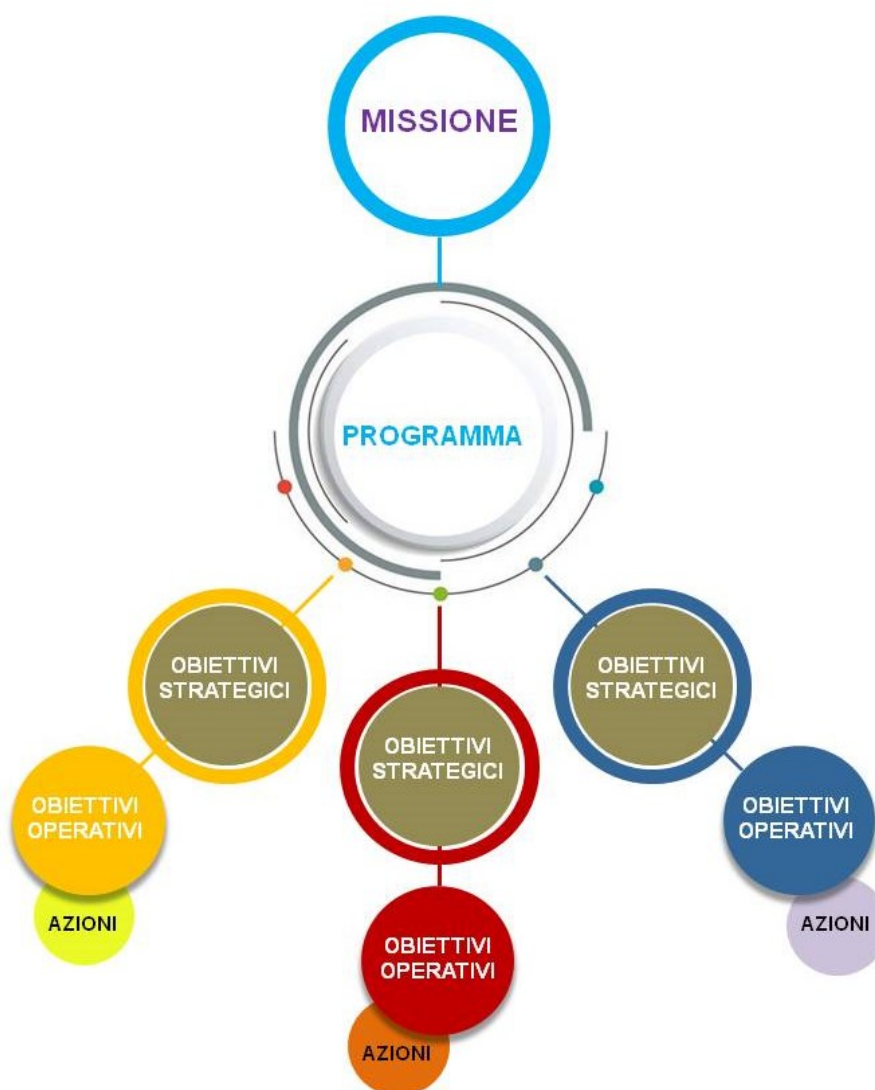 MISSIONE
PROGRAMMA
OBIETTIVI
STRATEGICI
OBIETTIVI
STRATEGICI
OBIETTIVI
STRATEGICI
OBIETTIVI
OPERATIVI
OBIETTIVI
OPERATIVI
AZIONI
AZIONI
OBIETTIVI
OPERATIVI
AZIONI